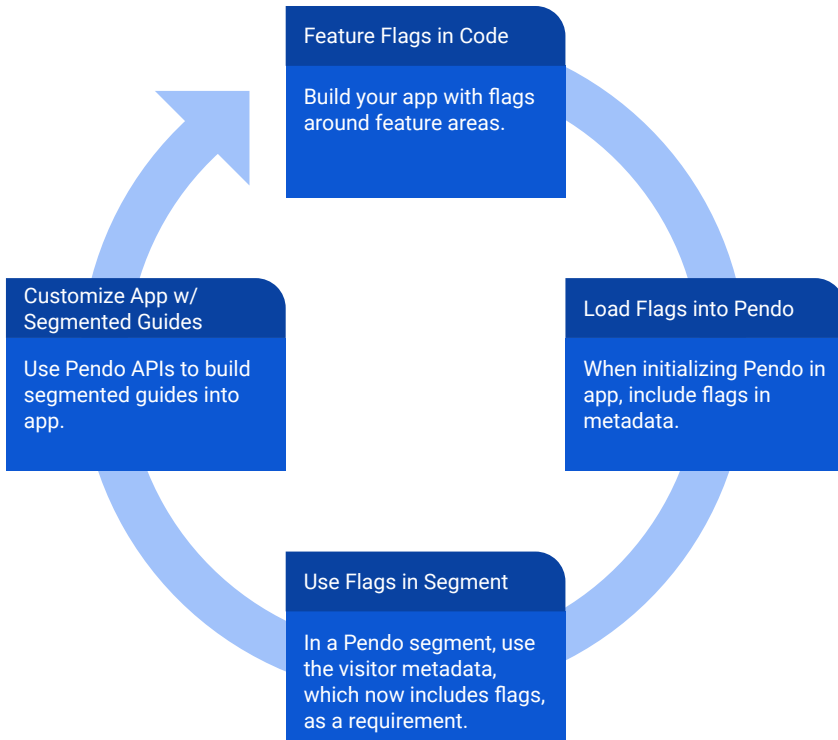 Feature Flags in Code
Build your app with flags
around feature areas.
Load Flags into Pendo
When initializing Pendo in
app, include flags in
metadata.
Use Flags in Segment
In a Pendo segment, use
the visitor metadata,
which now includes flags,
as a requirement.
Customize App w/
Segmented Guides
Use Pendo APIs to build
segmented guides into
app.